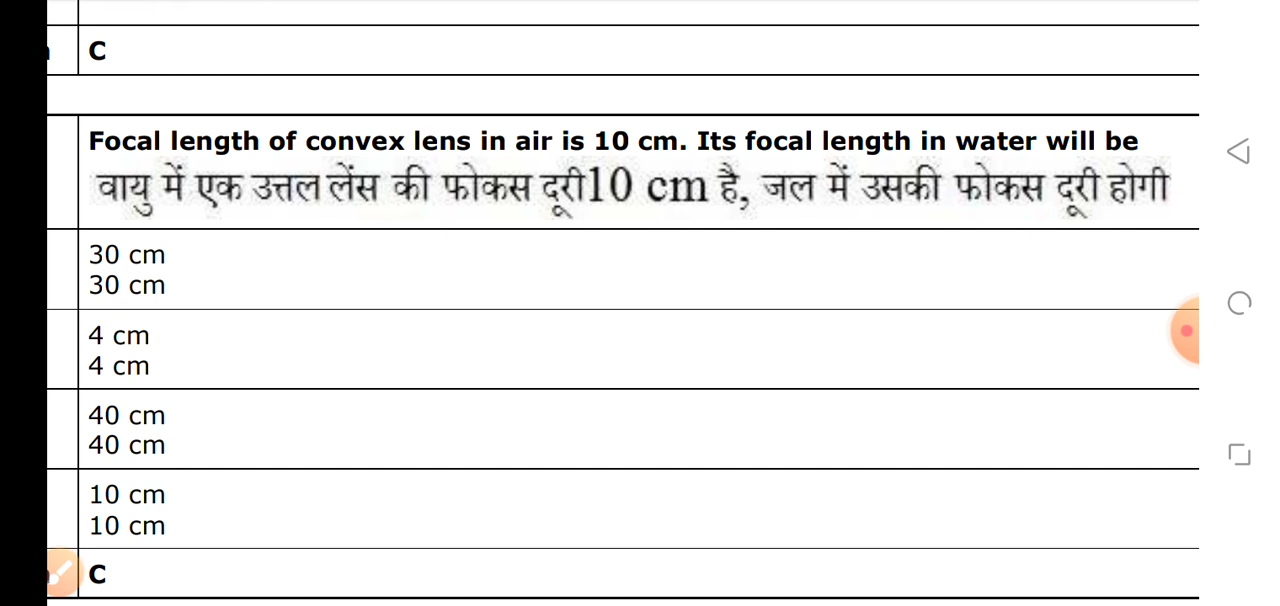 C
Focal length of convex lens in air is 10 cm. Its focal length in water will be
वायु में एक उत्तल लेंस की फोकस दूरी10 cm है, जल में उसकी फोकस दूरी होगी
30 cm
30 cm
4 cm
4 cm
40 cm
40 cm
10 cm
10 cm
C